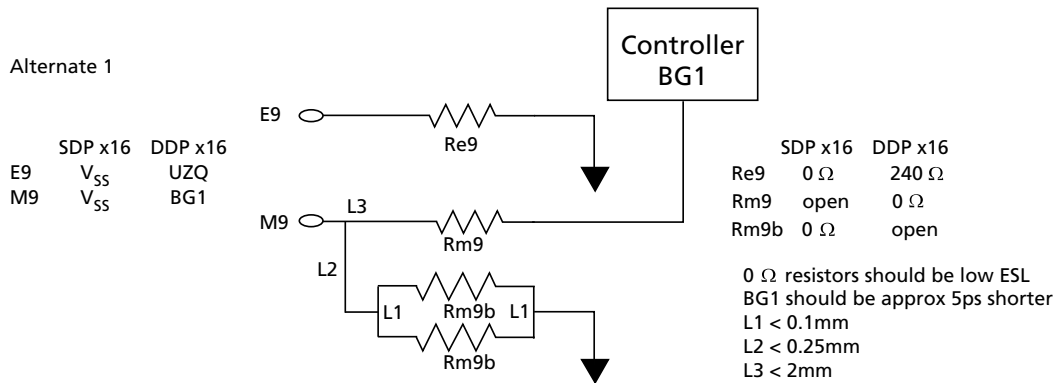 Controller
BG1
Alternate 1
E9
Re9
SDP x16 DDP x16
E9 VSS UZQ
M9 VSS BG1
M9
L3
Rm9
L2
L1
Rm9b
L1
Rm9b
SDP x16 DDP x16
Re9 0 Ω 240 Ω
Rm9 open 0 Ω
Rm9b 0 Ω open
0 Ω resistors should be low ESL
BG1 should be approx 5ps shorter
L1 < 0.1mm
L2 < 0.25mm
L3 < 2mm